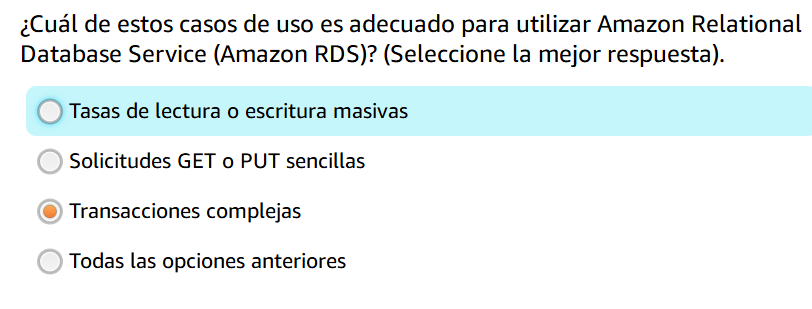 ¿Cuál de estos casos de uso es adecuado para utilizar Amazon Relational
Database Service (Amazon RDS)? (Seleccione la mejor respuesta).
Tasas de lectura o escritura masivas
Solicitudes GET o PUT sencillas
Transacciones complejas
Todas las opciones anteriores